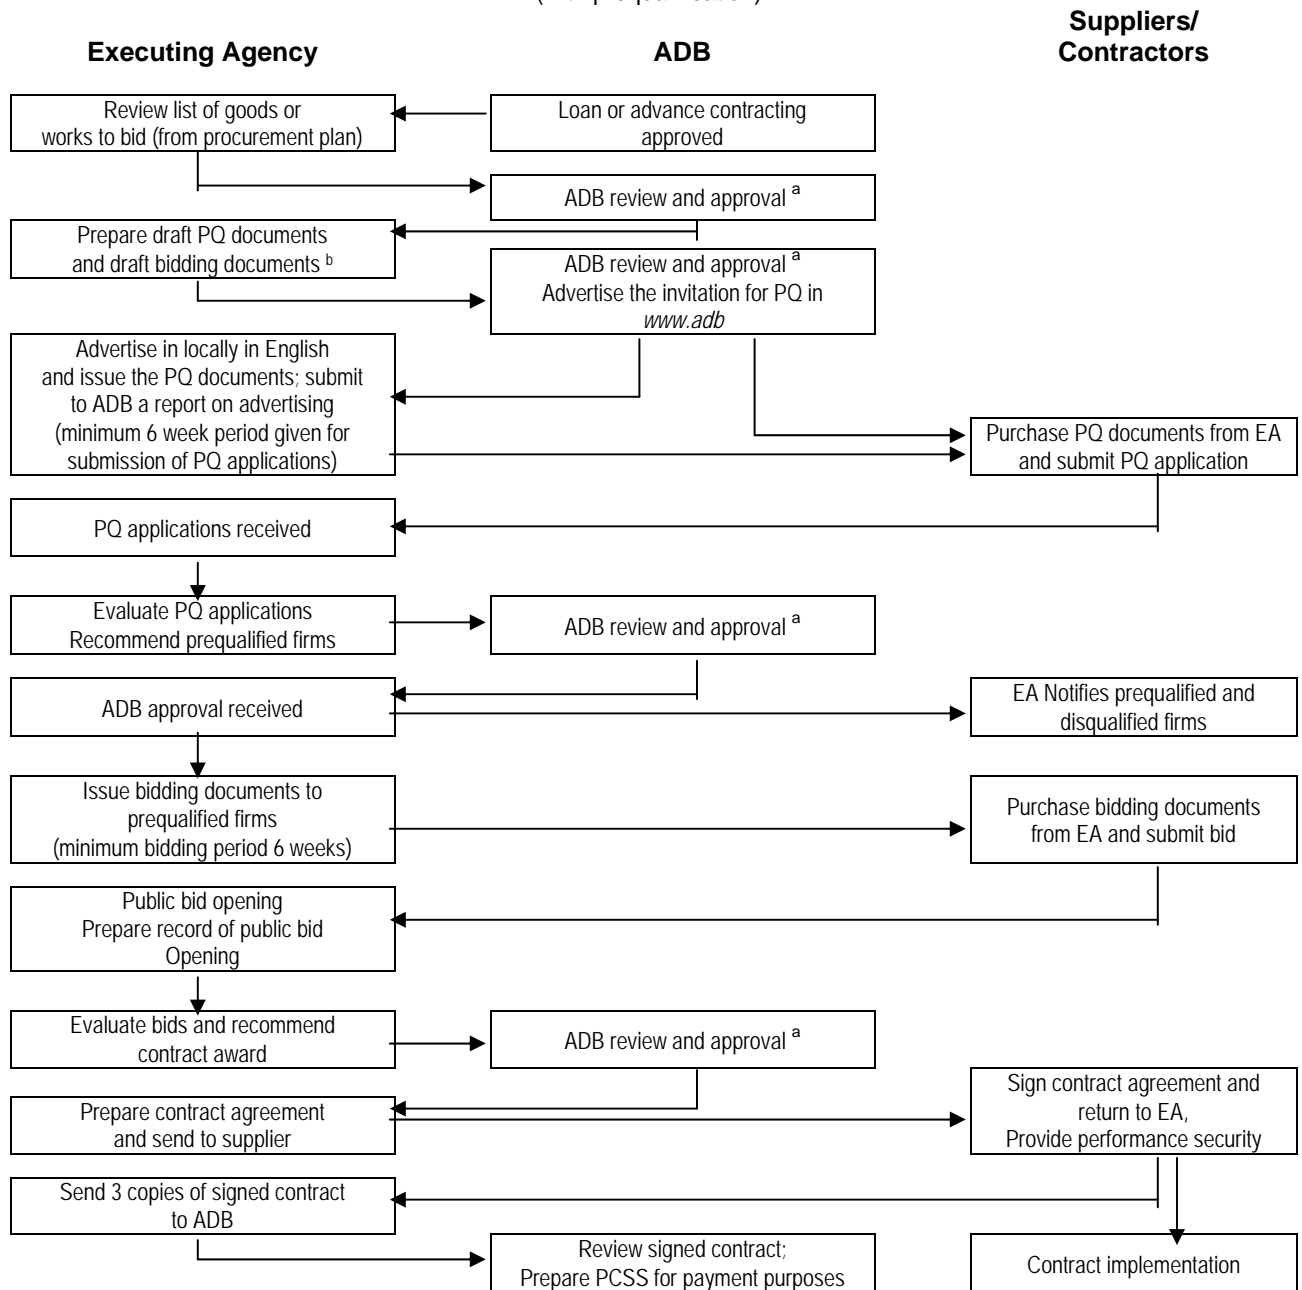 Executing Agency
ADB
Suppliers/
Contractors
Review list of goods or
works to bid (from procurement plan)
Loan or advance contracting
approved
ADB review and approval a
Prepare draft PQ documents
and draft bidding documents b
ADB review and approval a
Advertise the invitation for PQ in
www.adb
Advertise in locally in English
and issue the PQ documents; submit
to ADB a report on advertising
(minimum 6 week period given for
submission of PQ applications)
Purchase PQ documents from EA
and submit PQ application
PQ applications received
Evaluate PQ applications
Recommend prequalified firms
ADB review and approval a
ADB approval received
EA Notifies prequalified and
disqualified firms
Issue bidding documents to
prequalified firms
(minimum bidding period 6 weeks)
Purchase bidding documents
from EA and submit bid
Public bid opening
Prepare record of public bid
Opening
Evaluate bids and recommend
contract award
ADB review and approval a
Prepare contract agreement
and send to supplier
Sign contract agreement and
return to EA,
Provide performance security
Send 3 copies of signed contract
to ADB
Review signed contract;
Prepare PCSS for payment purposes
Contract implementation